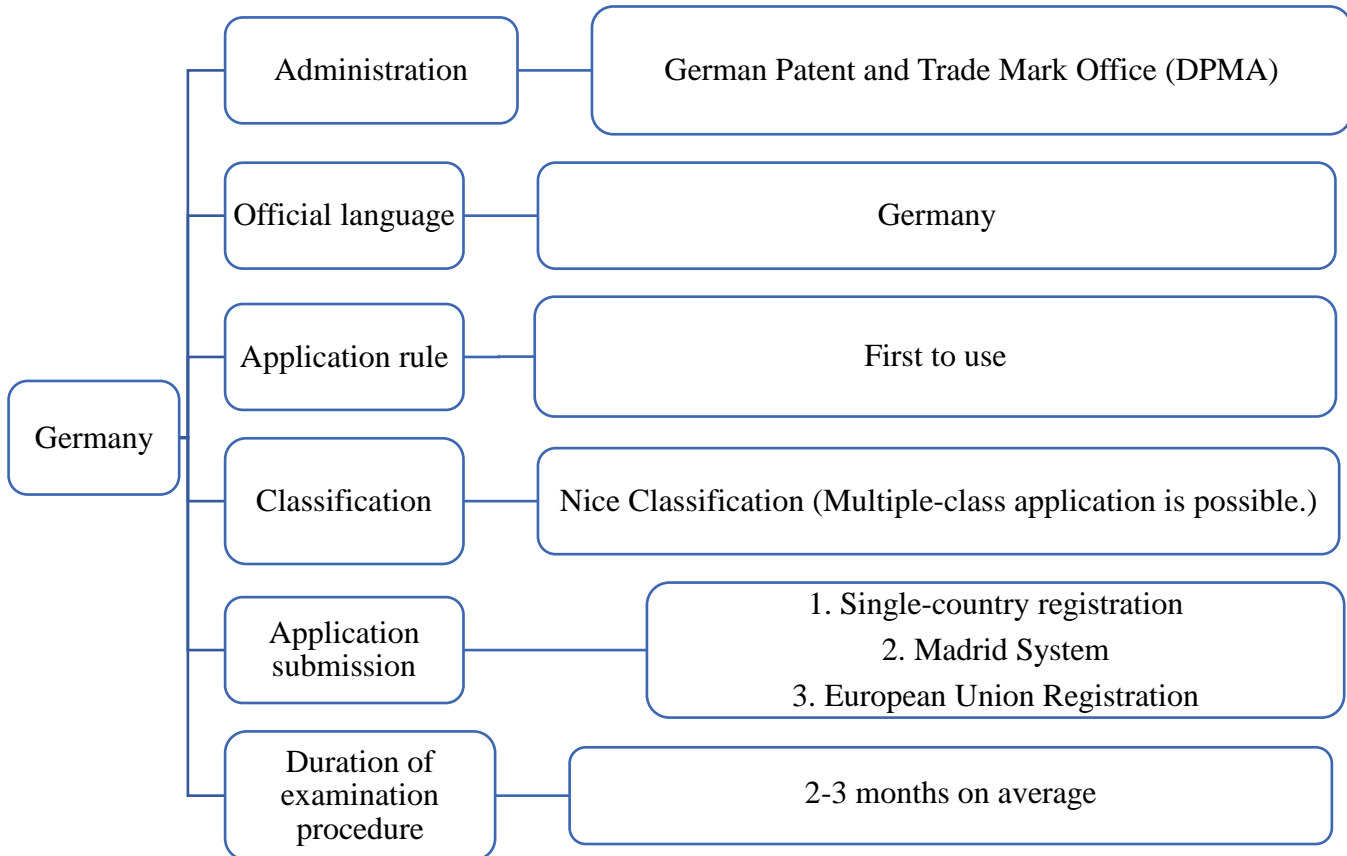 Germany
Administration
German Patent and Trade Mark Office (DPMA)
Official language
Germany
Application rule
First to use
Classification
Nice Classification (Multiple-class application is possible.)
Application
submission
1. Single-country registration
2. Madrid System
3. European Union Registration
Duration of
examination
procedure
2-3 months on average